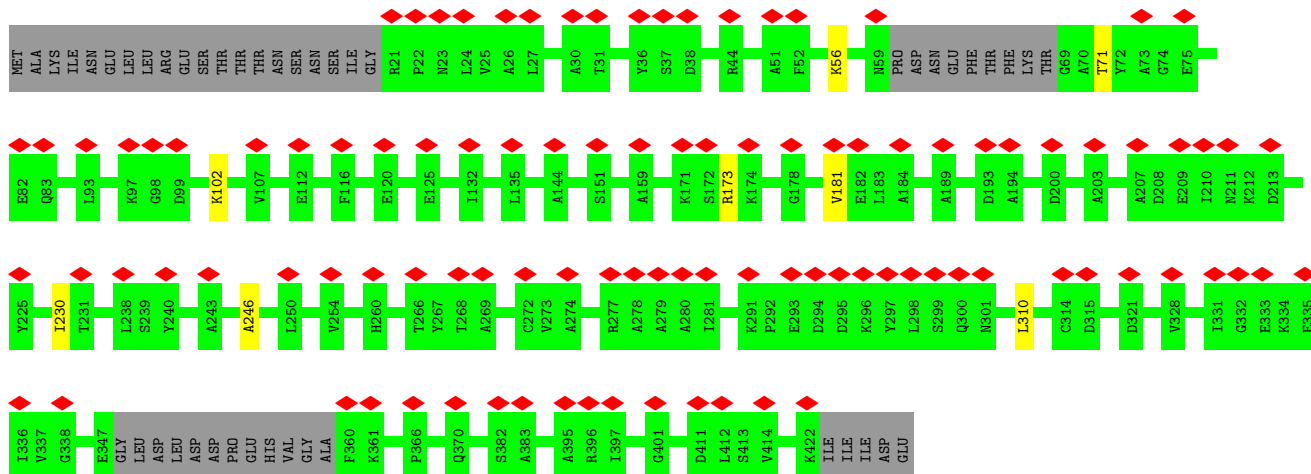 MET ALA LYS ILE ASN GLU LEU LEU ARG GLU SER THR THR THR ASN SER ASN SER ILE GLY R21 P22 N23 L24 V25 A26 L27 A30 T31 Y36 S37 D38 R44 A51 F52 K56 N59 PRO ASP ASN GLU PHE THR PHE LYS THR G69 A70 T71 Y72 A73 G74 E75
E82 Q83 L93 K97 G98 D99 K102 V107 E112 F116 E120 E125 I132 L135 A144 S151 A159 K171 S172 R173 K174 G178 V181 E182 L183 A184 A189 D193 A194 D200 A203 A207 D208 E209 I210 N211 K212 D213
Y225 I230 T231 L238 S239 Y240 A243 A246 L250 V254 H260 T266 Y267 T268 A269 C272 V273 A274 R277 A278 A279 A280 I281 K291 P292 E293 D294 D295 K296 Y297 L298 S299 Q300 N301 L310 C314 D315 D321 V328 I331 G332 E333 K334 E335
I336 V337 G338 E347 GLY LEU ASP LEU ASP ASP PRO GLU HIS VAL GLY ALA F360 K361 P366 Q370 S382 A383 A395 R396 I397 G401 D411 L412 S413 V414 K422 ILE ILE ILE ASP GLU